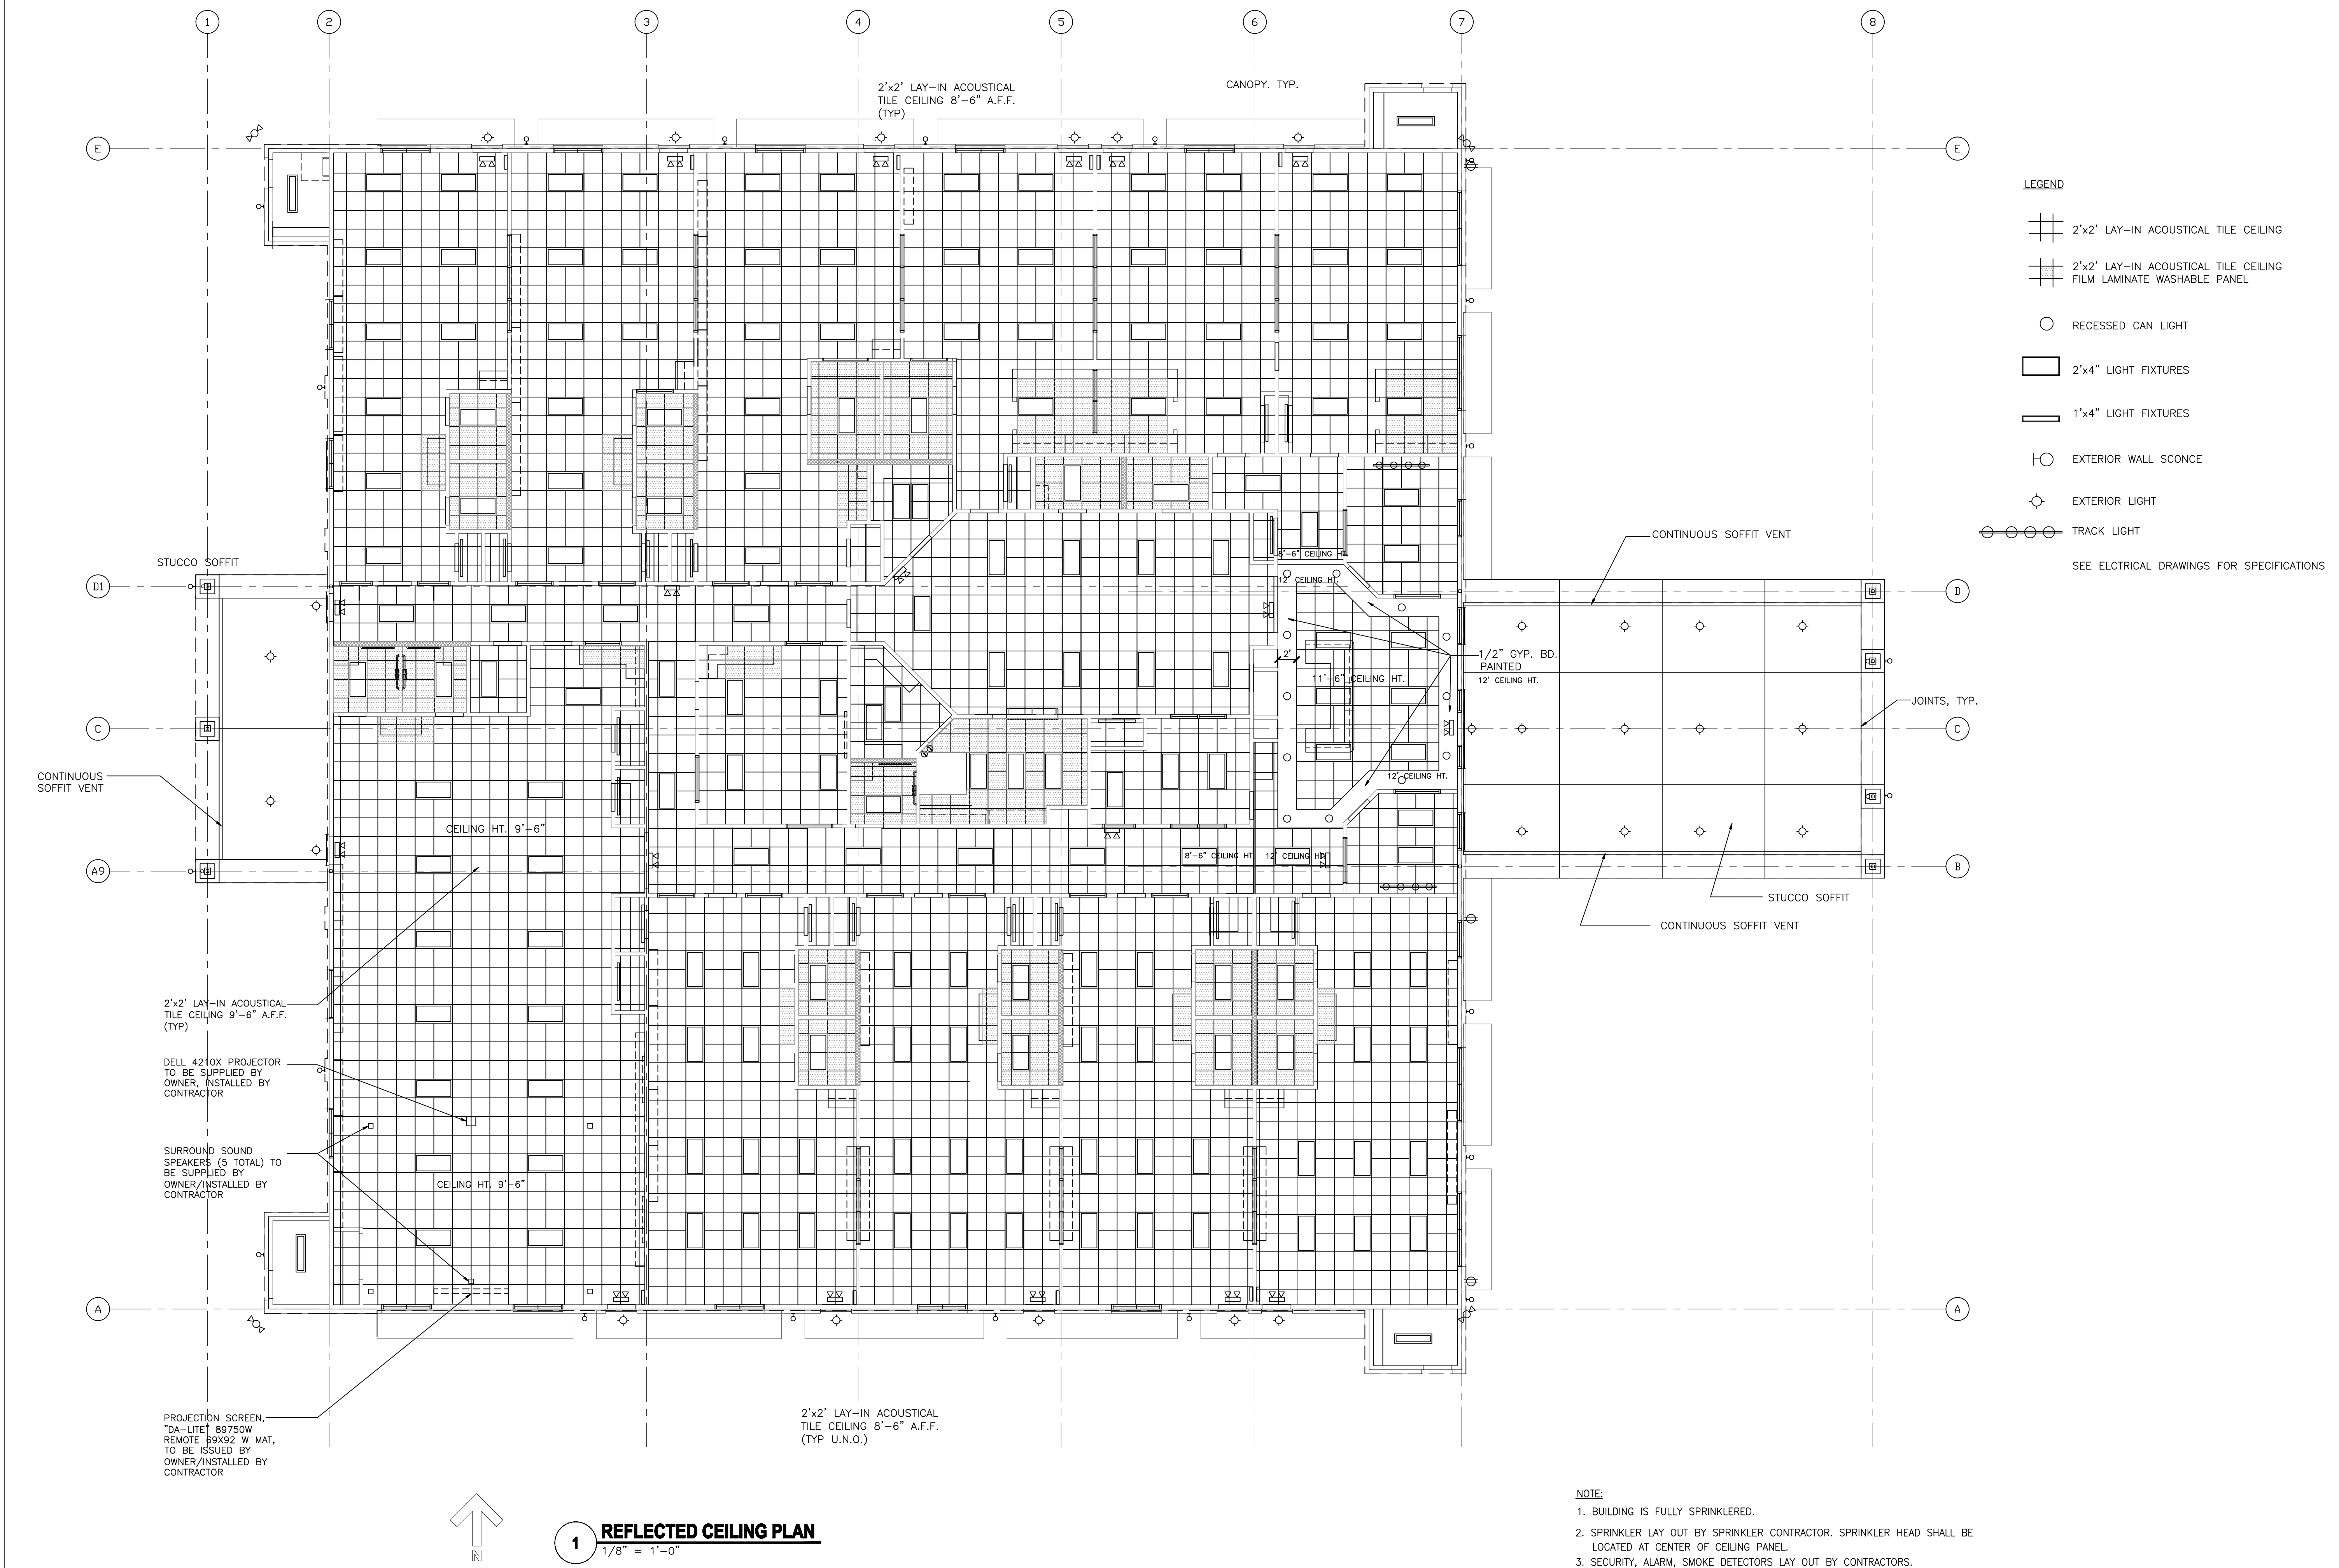 1
2
3
4
5
6
7
8
2'x2' LAY-IN ACOUSTICAL
TILE CEILING 8'-6" A.F.F.
(TYP)
CANOPY. TYP.
E
E
LEGEND
2'x2' LAY-IN ACOUSTICAL TILE CEILING
2'x2' LAY-IN ACOUSTICAL TILE CEILING
FILM LAMINATE WASHABLE PANEL
RECESSED CAN LIGHT
2'x4" LIGHT FIXTURES
1'x4" LIGHT FIXTURES
EXTERIOR WALL SCONCE
EXTERIOR LIGHT
TRACK LIGHT
SEE ELCTRICAL DRAWINGS FOR SPECIFICATIONS
CONTINUOUS SOFFIT VENT
STUCCO SOFFIT
8'-6" CEILING HT.
12' CEILING HT.
D1
D
2'
1/2" GYP. BD.
PAINTED
12' CEILING HT.
11'-6" CEILING HT.
JOINTS, TYP.
C
C
CONTINUOUS
SOFFIT VENT
12' CEILING HT.
CEILING HT. 9'-6"
8'-6" CEILING HT.
12' CEILING HT.
A9
B
STUCCO SOFFIT
CONTINUOUS SOFFIT VENT
2'x2' LAY-IN ACOUSTICAL
TILE CEILING 9'-6" A.F.F.
(TYP)
DELL 4210X PROJECTOR
TO BE SUPPLIED BY
OWNER, INSTALLED BY
CONTRACTOR
SURROUND SOUND
SPEAKERS (5 TOTAL) TO
BE SUPPLIED BY
OWNER/INSTALLED BY
CONTRACTOR
CEILING HT. 9'-6"
A
A
PROJECTION SCREEN,
"DA-LITE" 89750W
REMOTE 69X92 W MAT,
TO BE ISSUED BY
OWNER/INSTALLED BY
CONTRACTOR
2'x2' LAY-IN ACOUSTICAL
TILE CEILING 8'-6" A.F.F.
(TYP U.N.O.)
N
1
REFLECTED CEILING PLAN
1/8" = 1'-0"
NOTE:
1. BUILDING IS FULLY SPRINKLERED.
2. SPRINKLER LAY OUT BY SPRINKLER CONTRACTOR. SPRINKLER HEAD SHALL BE
LOCATED AT CENTER OF CEILING PANEL.
3. SECURITY, ALARM, SMOKE DETECTORS LAY OUT BY CONTRACTORS.